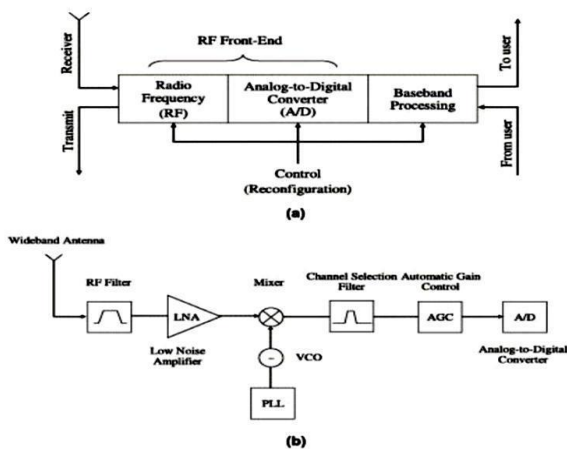 RF Front-End
Receiver
Transmit
Radio
Frequency
(RF)
Analog-to-Digital
Converter
(A/D)
Baseband
Processing
To user
From user
Control
(Reconfiguration)
(a)
Wideband Antenna
RF Filter
LNA
Low Noise
Amplifier
Mixer
VCO
PLL
Channel Selection
Filter
Automatic Gain
Control
AGC
A/D
Analog-to-Digital
Converter
(b)